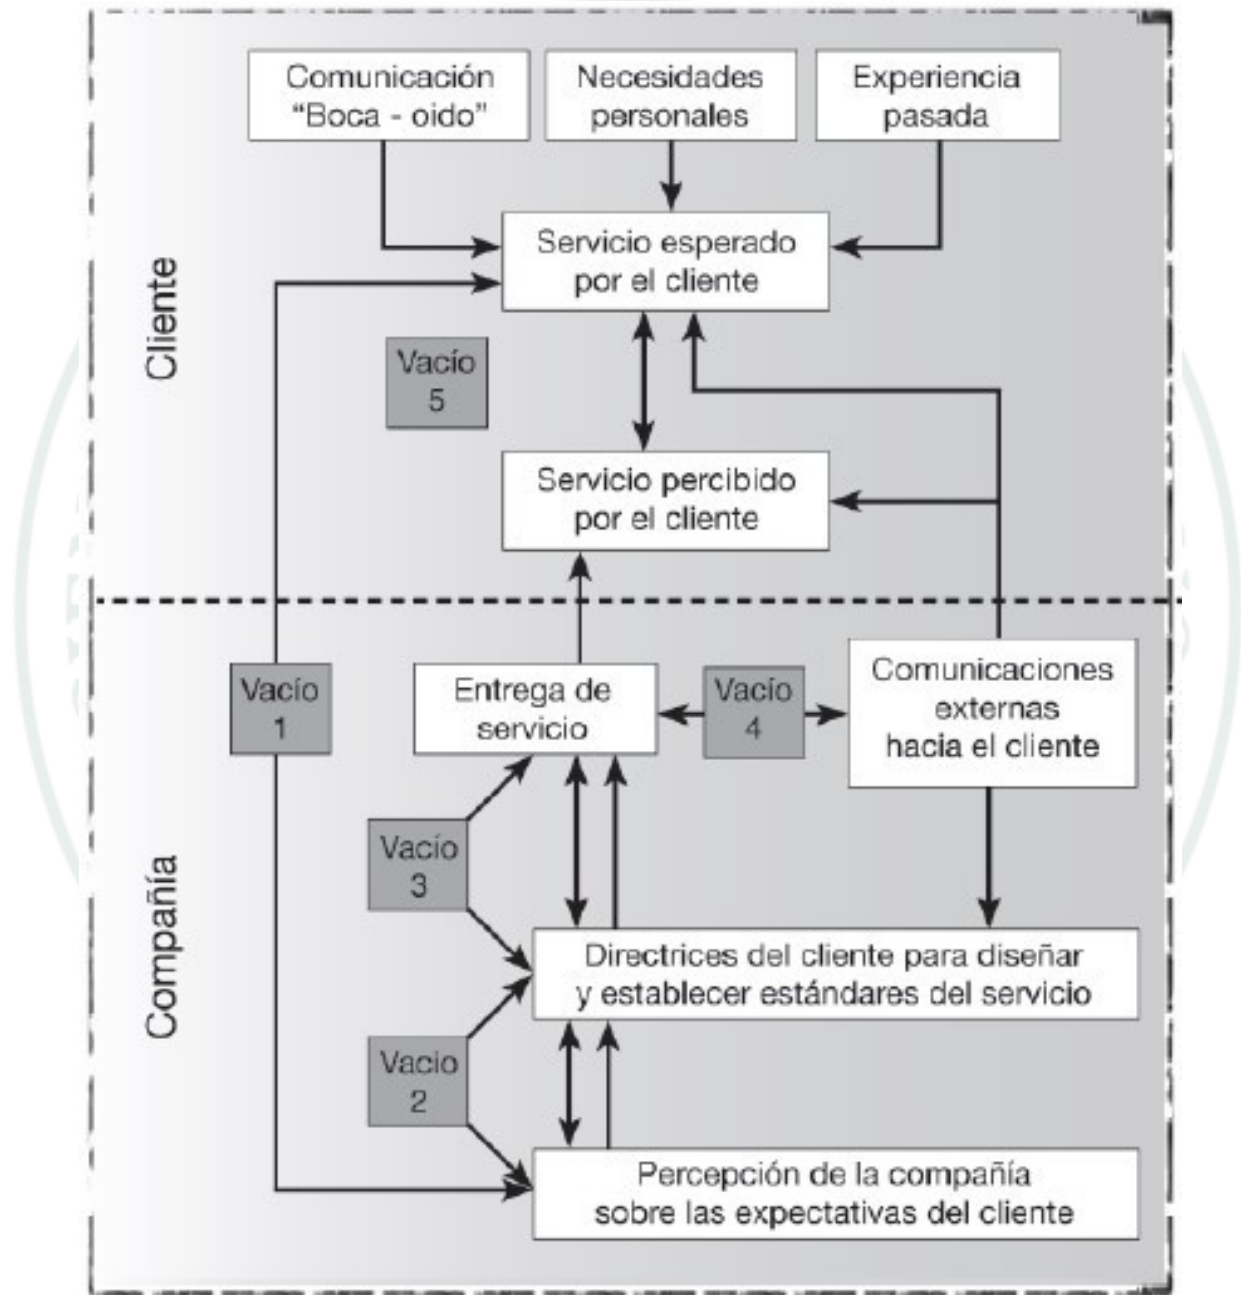 Comunicación
“Boca - oido”
Necesidades
personales
Experiencia
pasada
Servicio esperado
por el cliente
Cliente
Vacío
5
Servicio percibido
por el cliente
Vacío
1
Entrega de
servicio
Vacío
4
Comunicaciones
externas
hacia el cliente
Vacío
3
Compañía
Directrices del cliente para diseñar
y establecer estándares del servicio
Vacio
2
Percepción de la compañía
sobre las expectativas del cliente